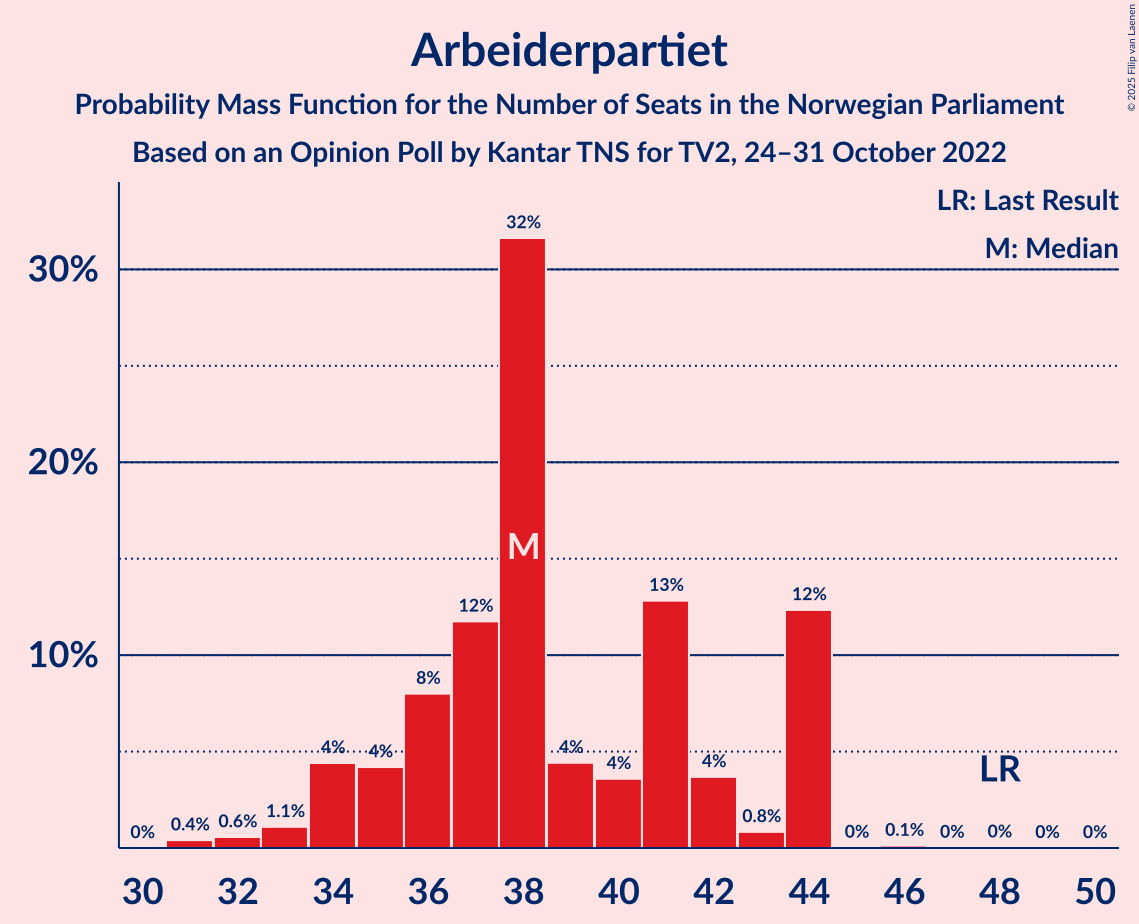 Arbeiderpartiet
Probability Mass Function for the Number of Seats in the Norwegian Parliament
Based on an Opinion Poll by Kantar TNS for TV2, 24–31 October 2022
© 2025 Filip van Laenen
LR: Last Result
M: Median
30%
20%
10%
0%
0.4%
0.6%
1.1%
4%
4%
8%
12%
32%
4%
4%
13%
4%
0.8%
12%
0%
0.1%
0%
0%
0%
0%
M
LR
30 32 34 36 38 40 42 44 46 48 50